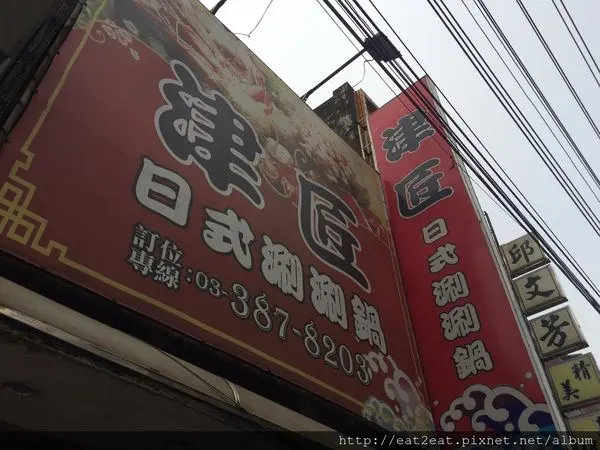 津匠
日式涮涮鍋
訂位
專線:03-387-8203
津匠
日式涮涮鍋
邱
文
芳
精
美
http://eat2eat.pixnet.net/album